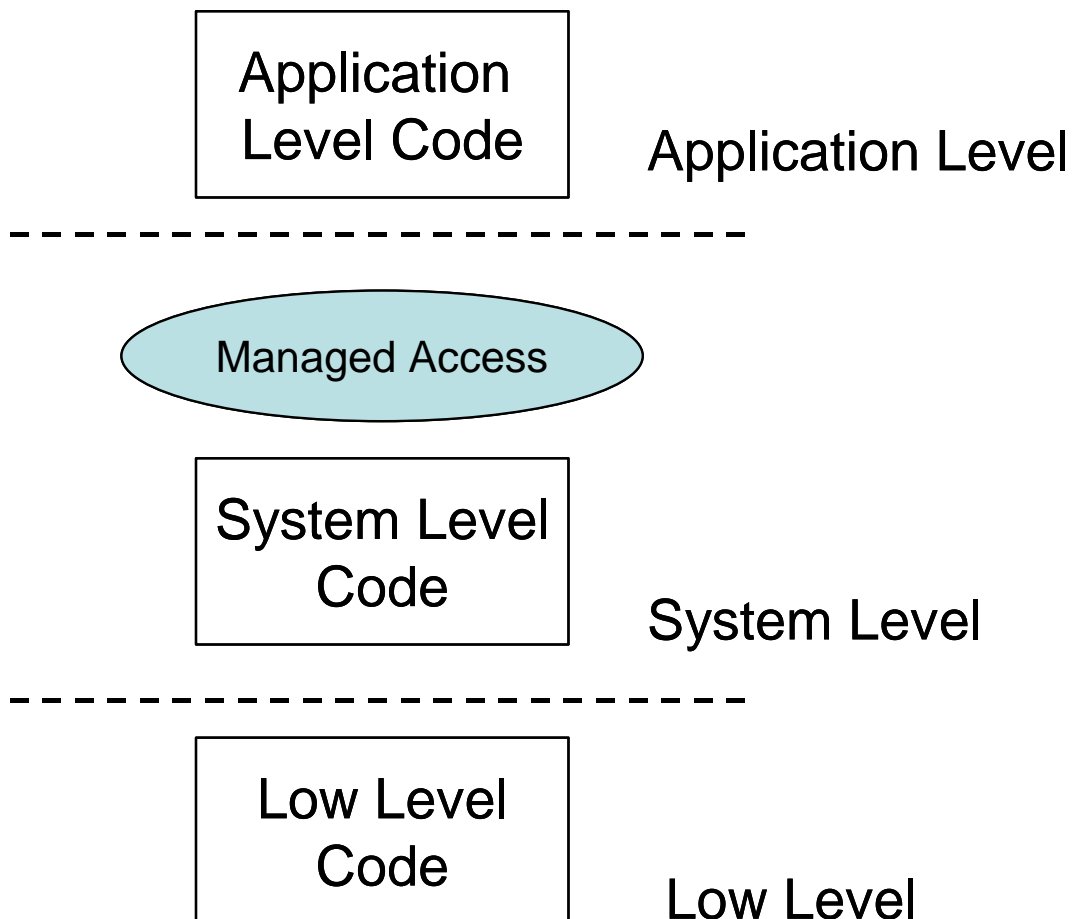 Application
Level Code
Application Level
Managed Access
System Level
Code
System Level
Low Level
Code
Low Level